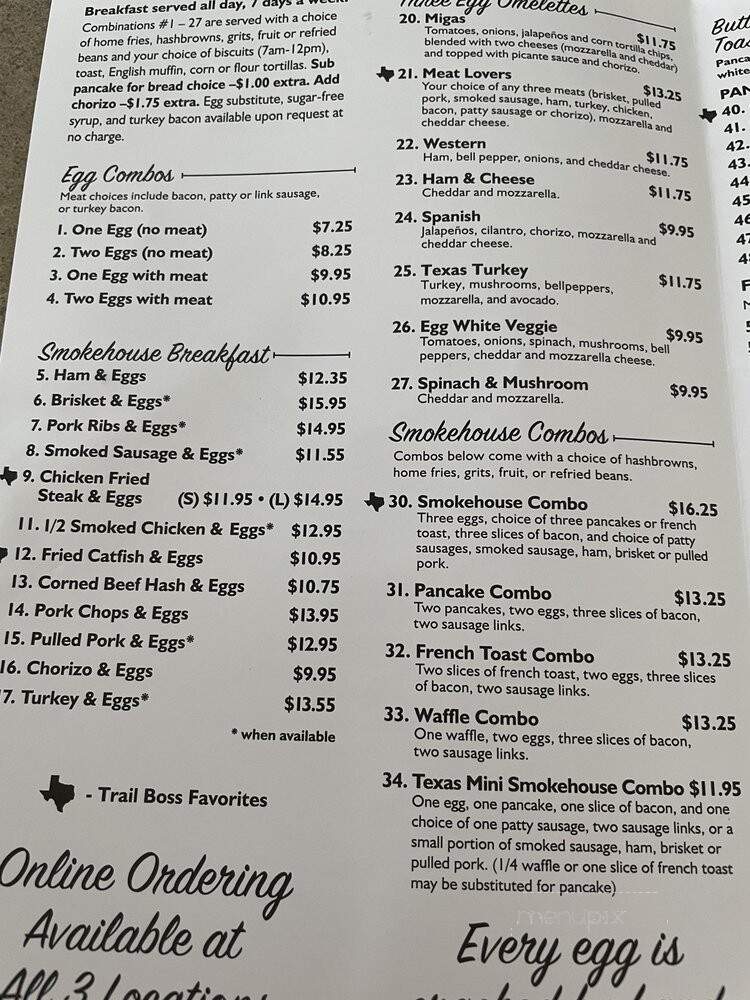 Breakfast served all day, 7 days a week!
Combinations #1 – 27 are served with a choice
of home fries, hashbrowns, grits, fruit or refried
beans and your choice of biscuits (7am-12pm),
toast, English muffin, corn or flour tortillas. Sub
pancake for bread choice –$1.00 extra. Add
chorizo –$1.75 extra. Egg substitute, sugar-free
syrup, and turkey bacon available upon request at
no charge.
Egg Combos
Meat choices include bacon, patty or link sausage,
or turkey bacon.
1. One Egg (no meat) $7.25
2. Two Eggs (no meat) $8.25
3. One Egg with meat $9.95
4. Two Eggs with meat $10.95
Smokehouse Breakfast
5. Ham & Eggs $12.35
6. Brisket & Eggs* $15.95
7. Pork Ribs & Eggs* $14.95
8. Smoked Sausage & Eggs* $11.55
9. Chicken Fried
Steak & Eggs (S) $11.95 • (L) $14.95
11. 1/2 Smoked Chicken & Eggs* $12.95
12. Fried Catfish & Eggs $10.95
13. Corned Beef Hash & Eggs $10.75
14. Pork Chops & Eggs $13.95
15. Pulled Pork & Eggs* $12.95
16. Chorizo & Eggs $9.95
7. Turkey & Eggs* $13.55
* when available
- Trail Boss Favorites
Online Ordering
Available at
All 3 Locations
Three Egg Omelettes
20. Migas $11.75
Tomatoes, onions, jalapeños and corn tortilla chips,
blended with two cheeses (mozzarella and cheddar)
and topped with picante sauce and chorizo.
21. Meat Lovers $13.25
Your choice of any three meats (brisket, pulled
pork, smoked sausage, ham, turkey, chicken,
bacon, patty sausage or chorizo), mozzarella and
cheddar cheese.
22. Western $11.75
Ham, bell pepper, onions, and cheddar cheese.
23. Ham & Cheese $11.75
Cheddar and mozzarella.
24. Spanish $9.95
Jalapeños, cilantro, chorizo, mozzarella and
cheddar cheese.
25. Texas Turkey $11.75
Turkey, mushrooms, bellpeppers,
mozzarella, and avocado.
26. Egg White Veggie $9.95
Tomatoes, onions, spinach, mushrooms, bell
peppers, cheddar and mozzarella cheese.
27. Spinach & Mushroom $9.95
Cheddar and mozzarella.
Smokehouse Combos
Combos below come with a choice of hashbrowns,
home fries, grits, fruit, or refried beans.
30. Smokehouse Combo $16.25
Three eggs, choice of three pancakes or french
toast, three slices of bacon, and choice of patty
sausages, smoked sausage, ham, brisket or pulled
pork.
31. Pancake Combo $13.25
Two pancakes, two eggs, three slices of bacon,
two sausage links.
32. French Toast Combo $13.25
Two slices of french toast, two eggs, three slices
of bacon, two sausage links.
33. Waffle Combo $13.25
One waffle, two eggs, three slices of bacon,
two sausage links.
34. Texas Mini Smokehouse Combo $11.95
One egg, one pancake, one slice of bacon, and one
choice of one patty sausage, two sausage links, or a
small portion of smoked sausage, ham, brisket or
pulled pork. (1/4 waffle or one slice of french toast
may be substituted for pancake)
menupix
Every egg is
Butt
Toas
Panca
white
PAN
40.
41.
42.
43.
44
45
46
47
48
F